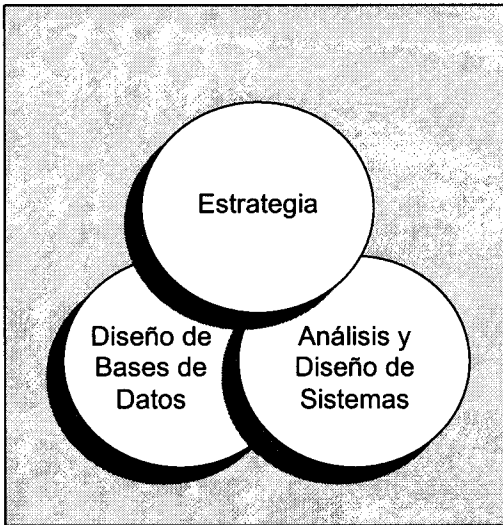 Estrategia
Diseño de
Bases de
Datos
Análisis y
Diseño de
Sistemas